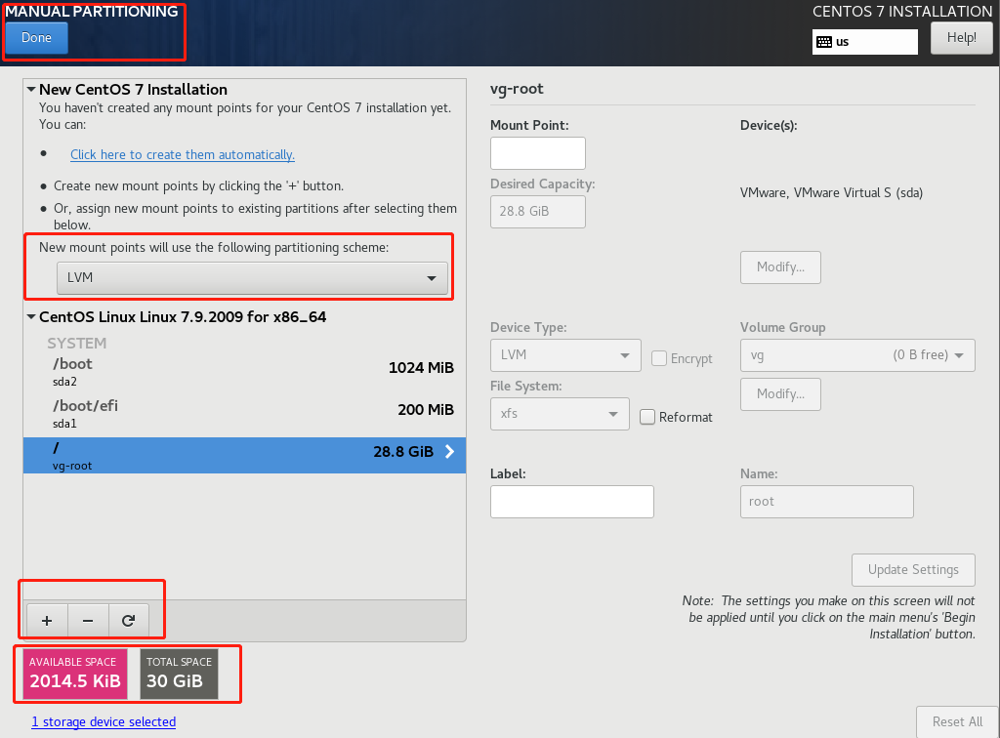 MANUAL PARTITIONING
CENTOS 7 INSTALLATION
Done
us
Help!
New CentOS 7 Installation
You haven't created any mount points for your CentOS 7 installation yet.
You can:
Click here to create them automatically.
Create new mount points by clicking the '+' button.
Or, assign new mount points to existing partitions after selecting them
below.
New mount points will use the following partitioning scheme:
LVM
CentOS Linux Linux 7.9.2009 for x86_64
SYSTEM
/boot
1024 MiB
sda2
/boot/efi
200 MiB
sda1
/
28.8 GiB
vg-root
+ −
AVAILABLE SPACE
2014.5 KiB
TOTAL SPACE
30 GiB
1 storage device selected
vg-root
Mount Point:
Device(s):
Desired Capacity:
28.8 GiB
VMware, VMware Virtual S (sda)
Modify...
Device Type:
Volume Group
LVM
Encrypt
vg (0 B free)
File System:
Modify...
xfs
Reformat
Label:
Name:
root
Update Settings
Note: The settings you make on this screen will not
be applied until you click on the main menu's 'Begin
Installation' button.
Reset All